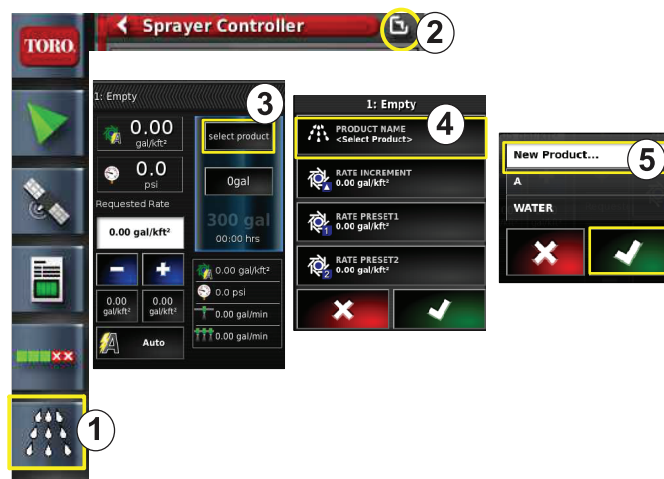 TORO.
Sprayer Controller
2
1: Empty
3
0.00
gal/kft²
select product
0.0
psi
0gal
Requested Rate
0.00 gal/kft²
300 gal
00:00 hrs
0.00
gal/kft²
0.00
gal/kft²
Auto
0.00 gal/kft²
0.0 psi
0.00 gal/min
0.00 gal/min
1: Empty
4
PRODUCT NAME
<Select Product>
RATE INCREMENT
0.00 gal/kft²
1
RATE PRESET1
0.00 gal/kft²
2
RATE PRESET2
0.00 gal/kft²
New Product...
5
A
WATER
1